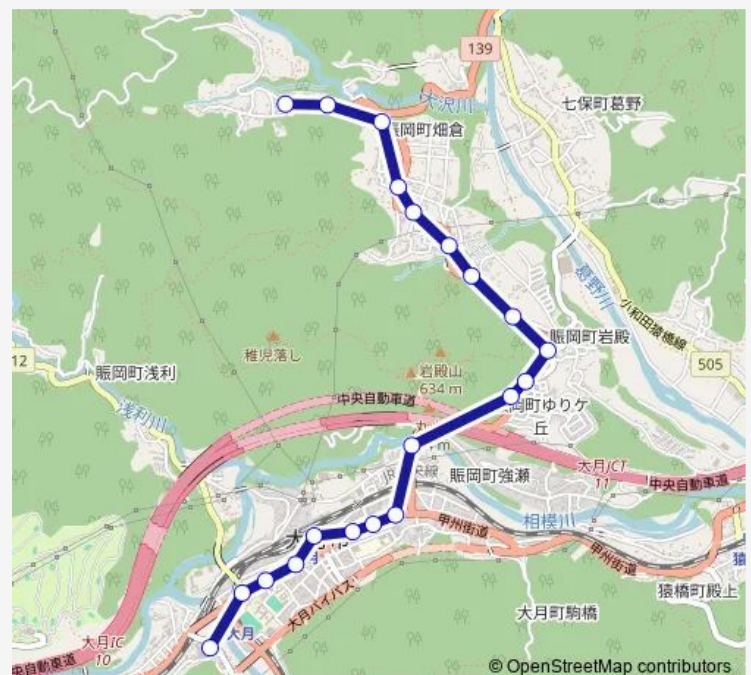 139
大沢川
七保町葛野
賑岡町畑倉
葛野川
小和田猿橋線
稚児落し
岩殿山
634 m
賑岡町岩殿
505
12
賑岡町浅利
浅利川
中央自動車道
岡町ゆりケ
丘
m
賑岡町強瀬
大月JCT
11
中央自動車道
相模川
甲州街道
甲州街道
猿橋町殿上
大月バイパス
大月町駒橋
大月
大月IC
10
央自動車道
© OpenStreetMap contributors